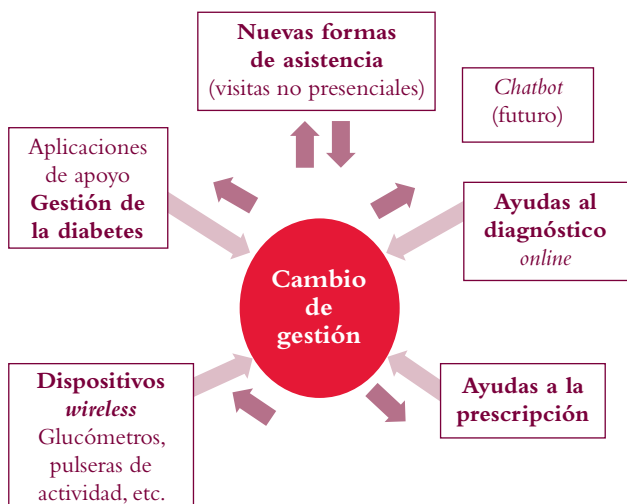 Nuevas formas
de asistencia
(visitas no presenciales)
Chatbot
(futuro)
Aplicaciones
de apoyo
Gestión de
la diabetes
Ayudas al
diagnóstico
online
Cambio
de
gestión
Dispositivos
wireless
Glucómetros,
pulseras de
actividad, etc.
Ayudas a la
prescripción